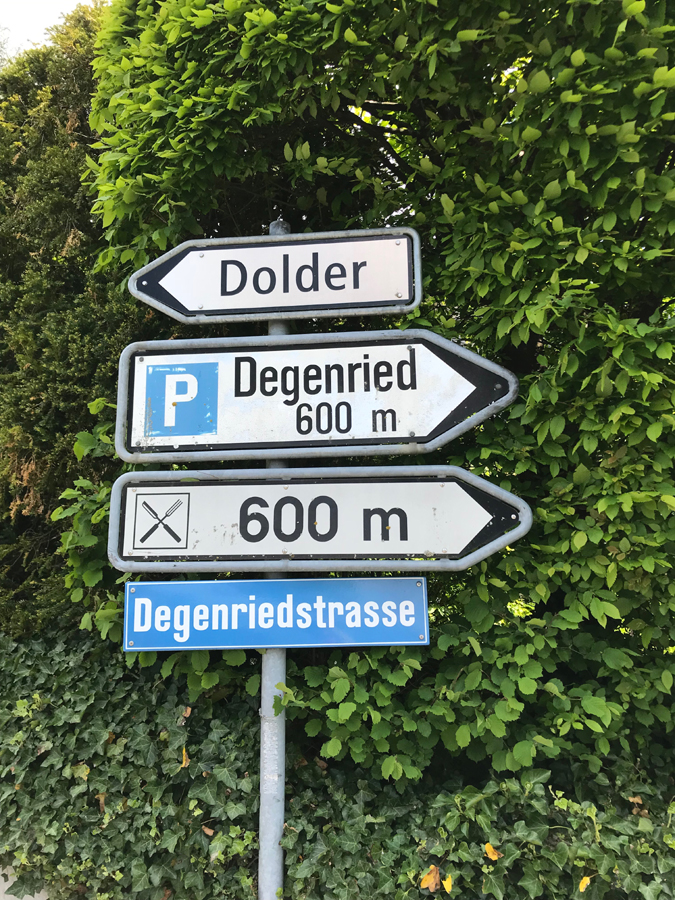 Dolder
P Degenried
600 m
600 m
Degenriedstrasse